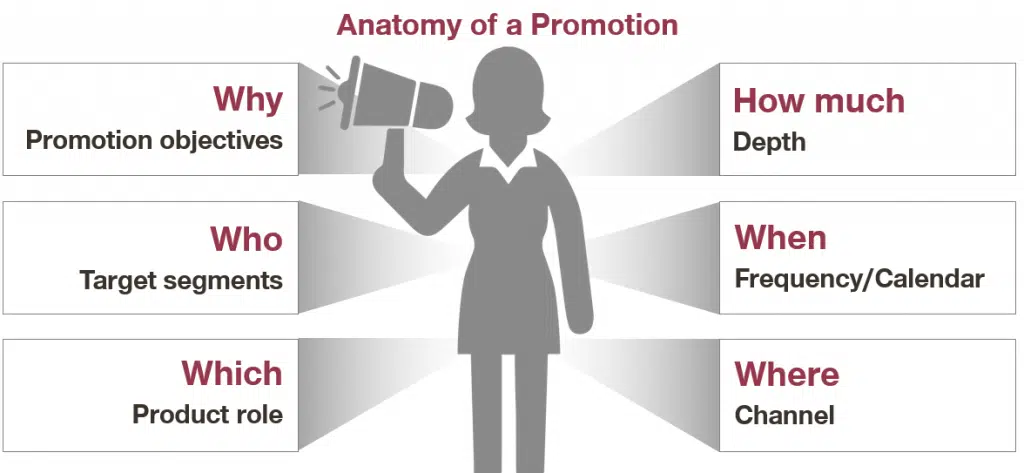 Anatomy of a Promotion
Why
Promotion objectives
Who
Target segments
Which
Product role
How much
Depth
When
Frequency/Calendar
Where
Channel